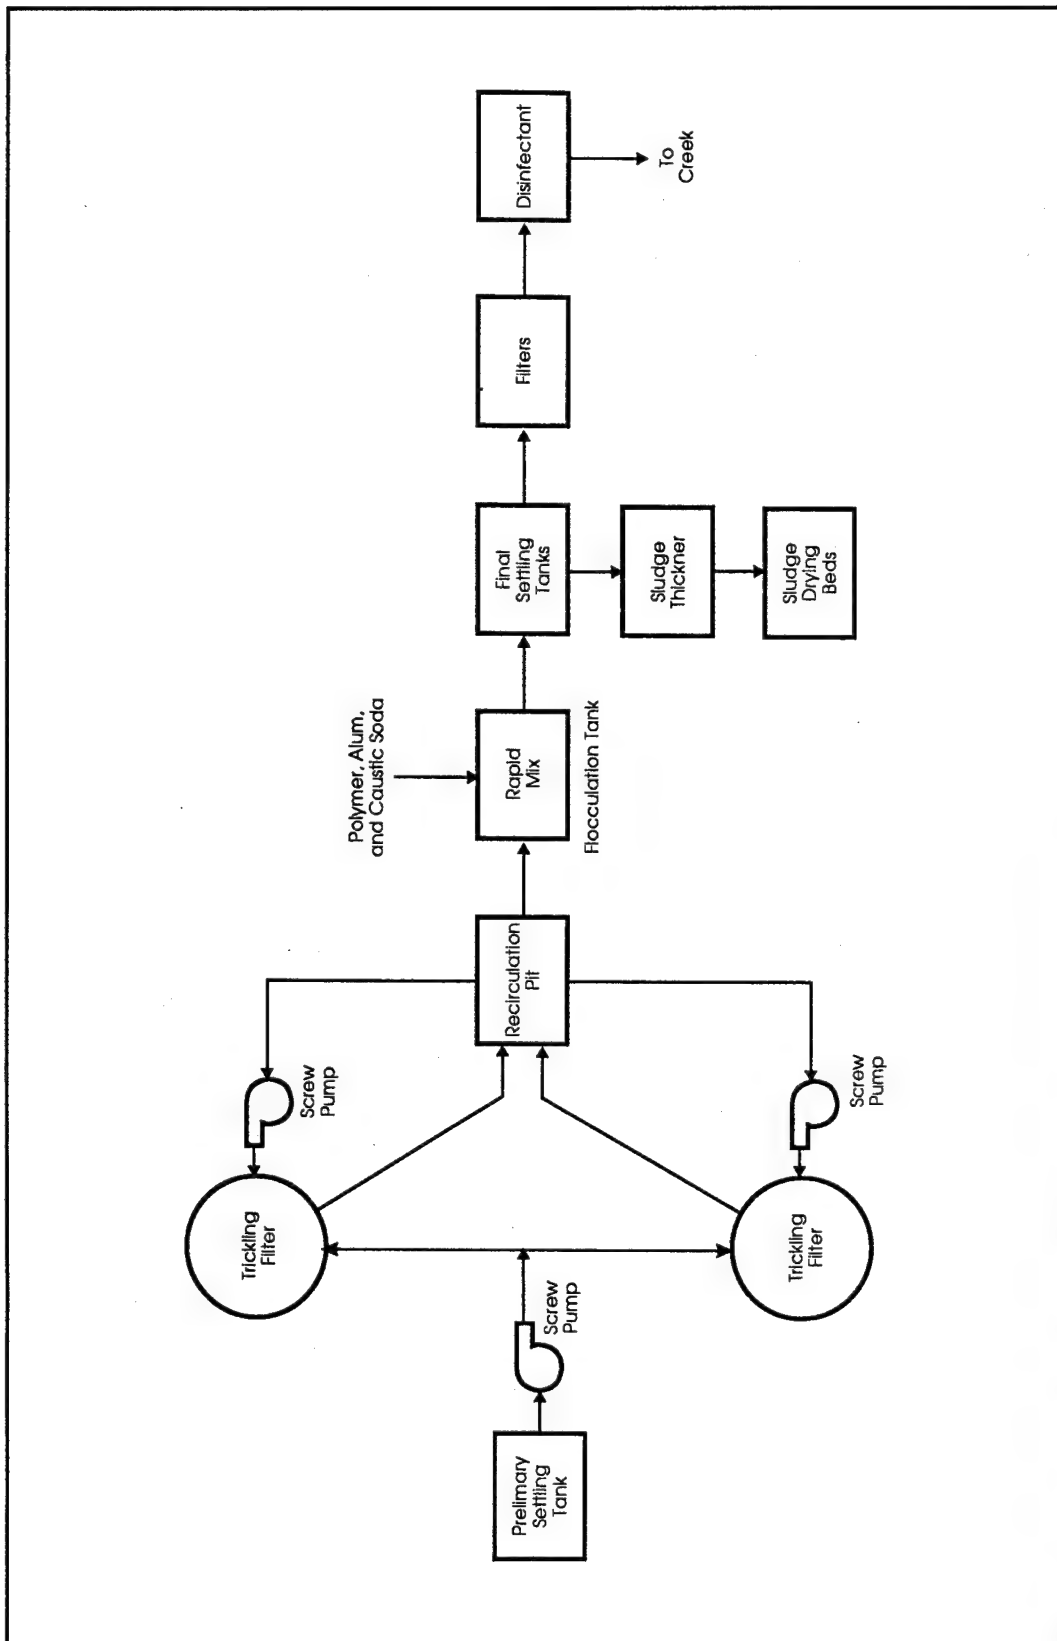 Prelimary
Settling
Tank
Screw
Pump
Trickling
Filter
Trickling
Filter
Screw
Pump
Screw
Pump
Recirculation
Pit
Polymer, Alum,
and Caustic Soda
Rapid
Mix
Flocculation Tank
Final
Settling
Tanks
Sludge
Thickner
Sludge
Drying
Beds
Filters
Disinfectant
To
Creek